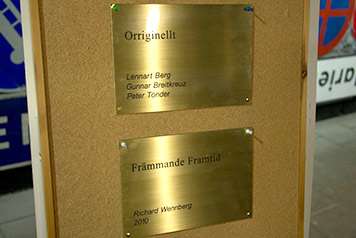 Orriginellt
Lennart Berg
Gunnar Breitkreuz
Peter Tönder
Främmande Framtid
Richard Wennberg
2010